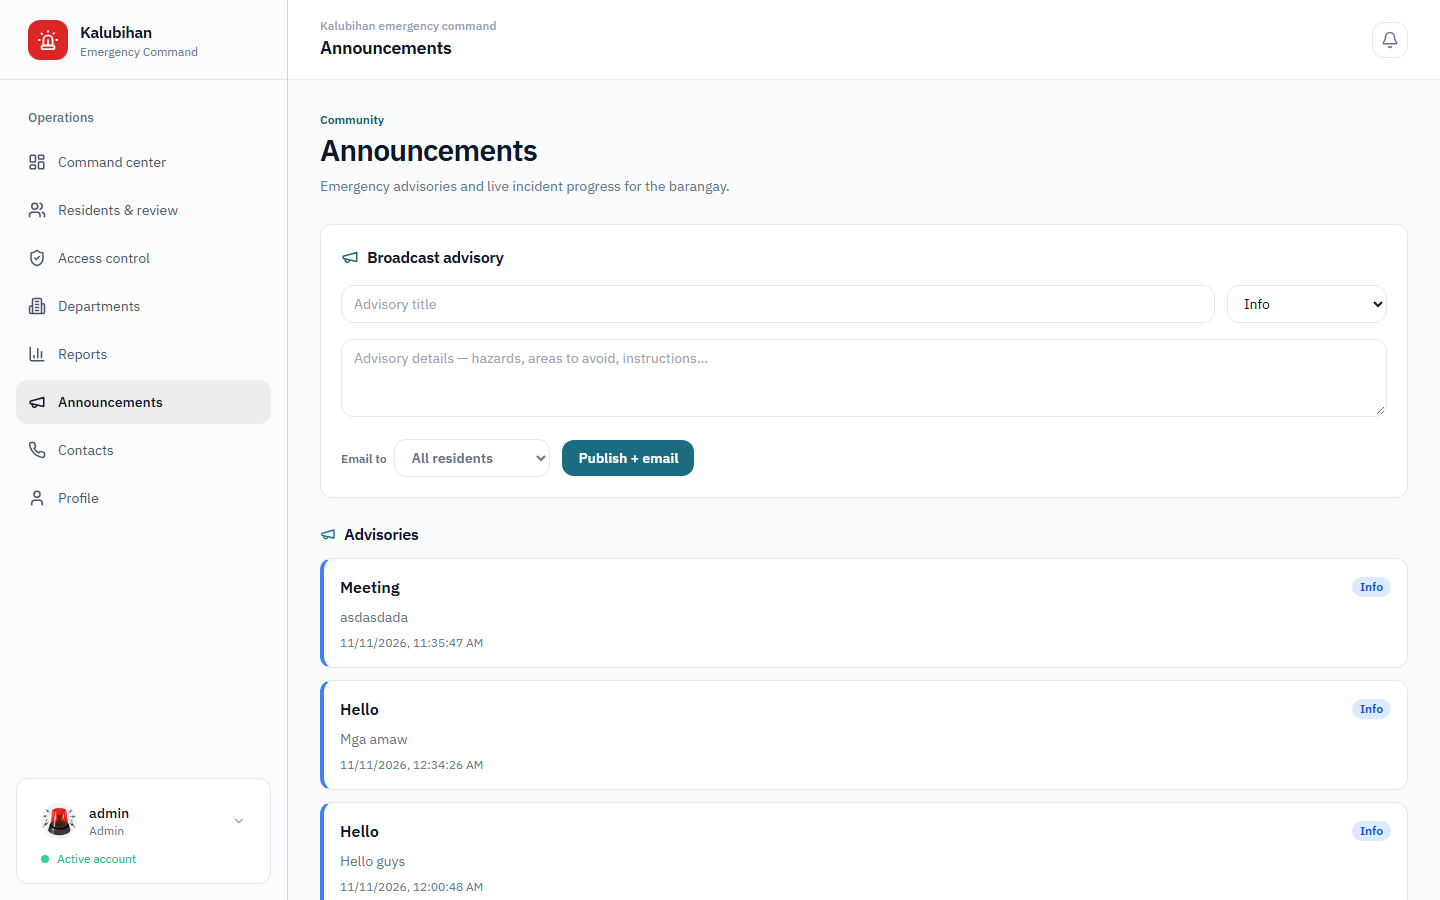 Kalubihan
Emergency Command
Operations
Command center
Residents & review
Access control
Departments
Reports
Announcements
Contacts
Profile
admin
Admin
Active account
Kalubihan emergency command
Announcements
Community
Announcements
Emergency advisories and live incident progress for the barangay.
Broadcast advisory
Advisory title
Info
Advisory details — hazards, areas to avoid, instructions…
Email to
All residents
Publish + email
Advisories
Meeting
Info
asdasdada
11/11/2026, 11:35:47 AM
Hello
Info
Mga amaw
11/11/2026, 12:34:26 AM
Hello
Info
Hello guys
11/11/2026, 12:00:48 AM